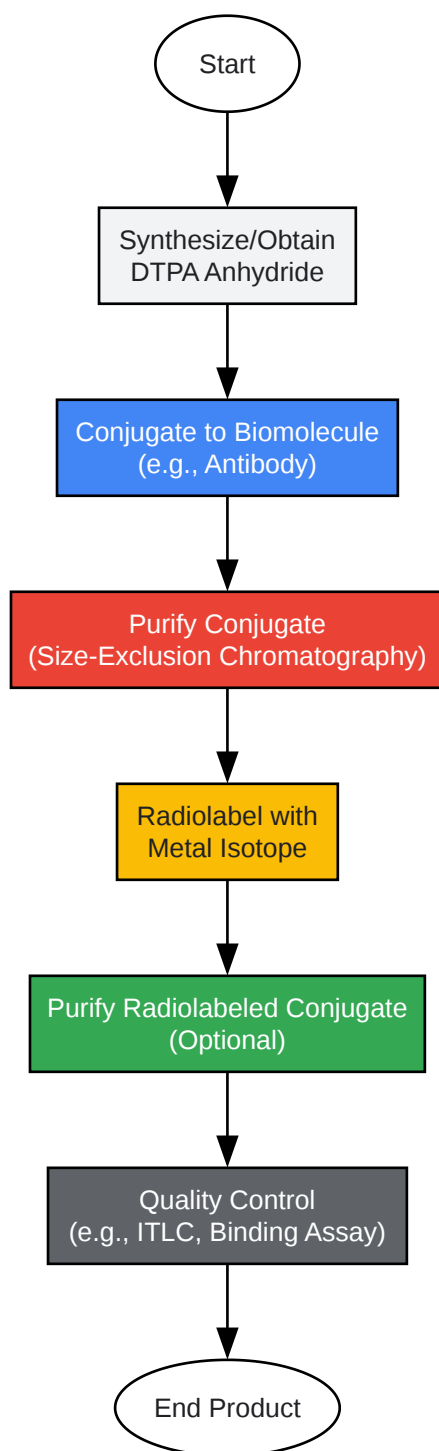 Start
Synthesize/Obtain
DTPA Anhydride
Conjugate to Biomolecule
(e.g., Antibody)
Purify Conjugate
(Size-Exclusion Chromatography)
Radiolabel with
Metal Isotope
Purify Radiolabeled Conjugate
(Optional)
Quality Control
(e.g., ITLC, Binding Assay)
End Product